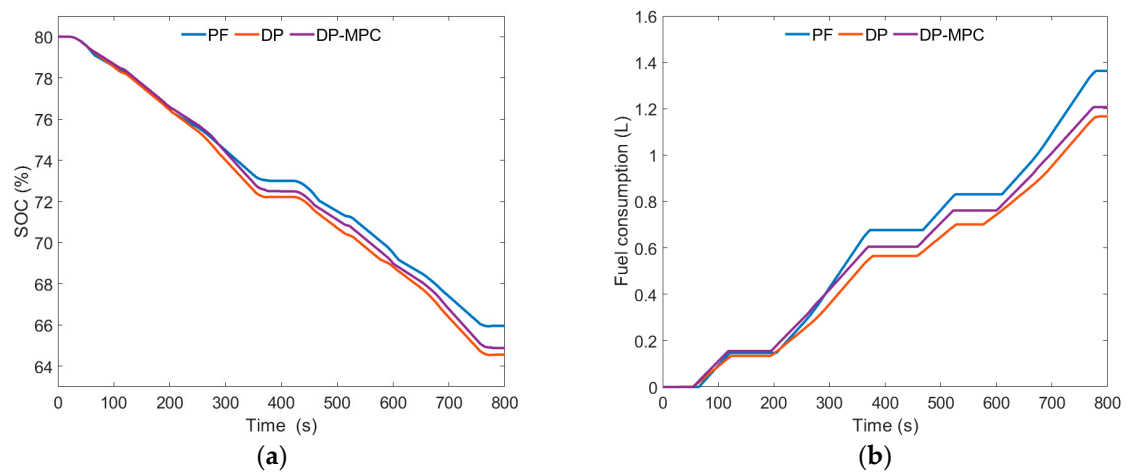 PF DP DP-MPC
80
78
76
74
72
70
68
66
64
SOC (%)
0 100 200 300 400 500 600 700 800
Time (s)
(a)
PF DP DP-MPC
1.6
1.4
1.2
1
0.8
0.6
0.4
0.2
0
Fuel consumption (L)
0 100 200 300 400 500 600 700 800
Time (s)
(b)